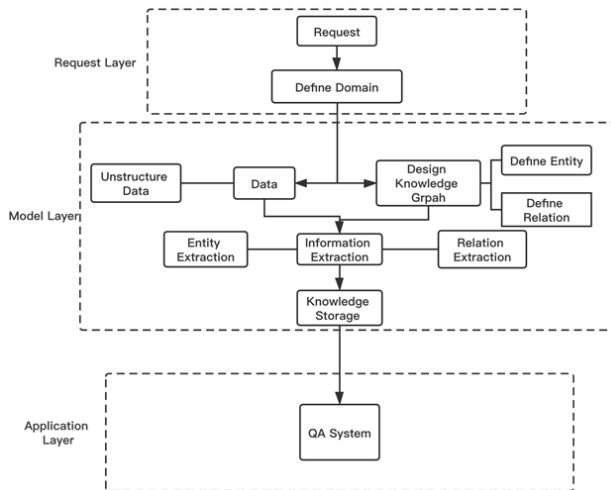 Request
Request Layer
Define Domain
Unstructure
Data
Data
Design
Knowledge
Grpah
Define Entity
Define
Relation
Model Layer
Entity
Extraction
Information
Extraction
Relation
Extraction
Knowledge
Storage
Application
Layer
QA System